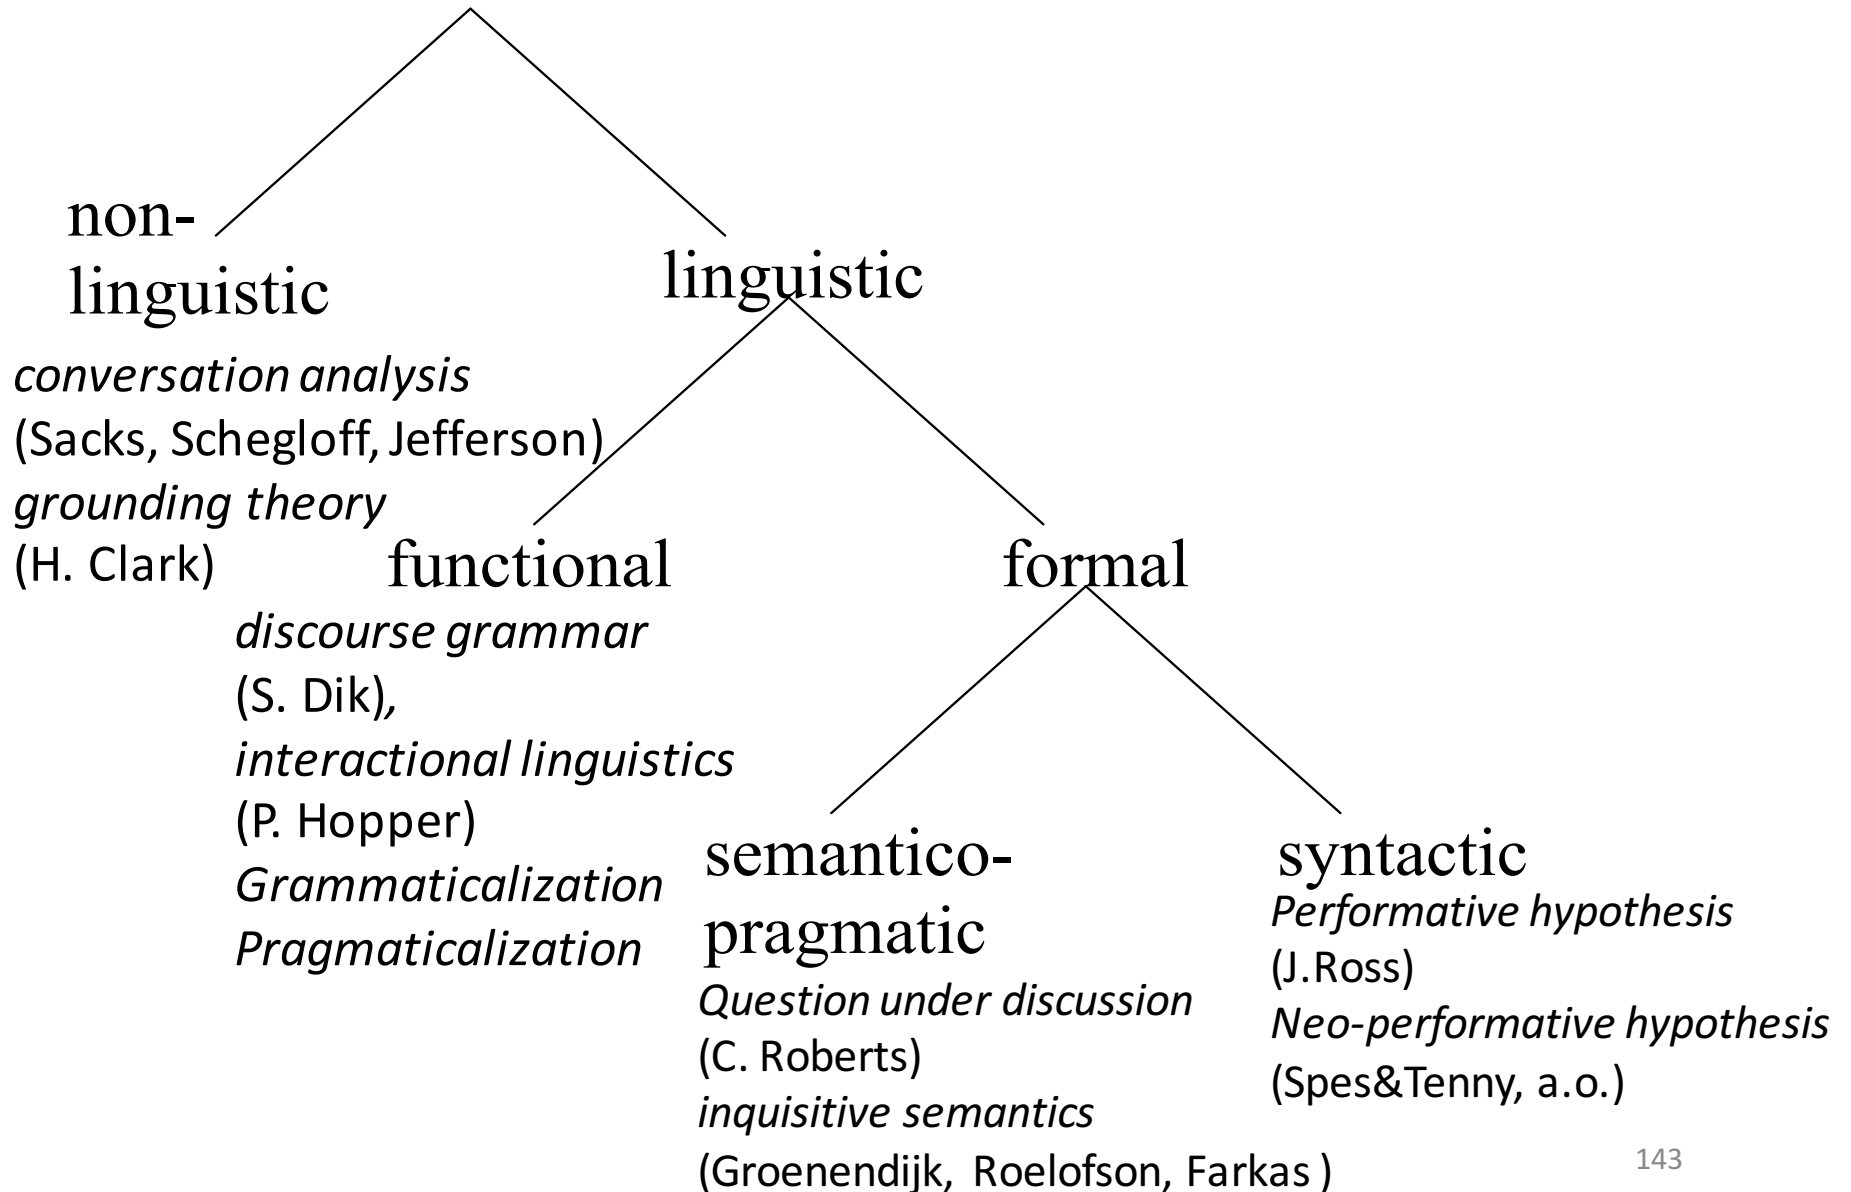 non-
linguistic
conversation analysis
(Sacks, Schegloff, Jefferson)
grounding theory
(H. Clark)
linguistic
functional
discourse grammar
(S. Dik),
interactional linguistics
(P. Hopper)
Grammaticalization
Pragmaticalization
formal
semantico-
pragmatic
Question under discussion
(C. Roberts)
inquisitive semantics
(Groenendijk, Roelofson, Farkas )
syntactic
Performative hypothesis
(J.Ross)
Neo-performative hypothesis
(Spes&Tenny, a.o.)
143